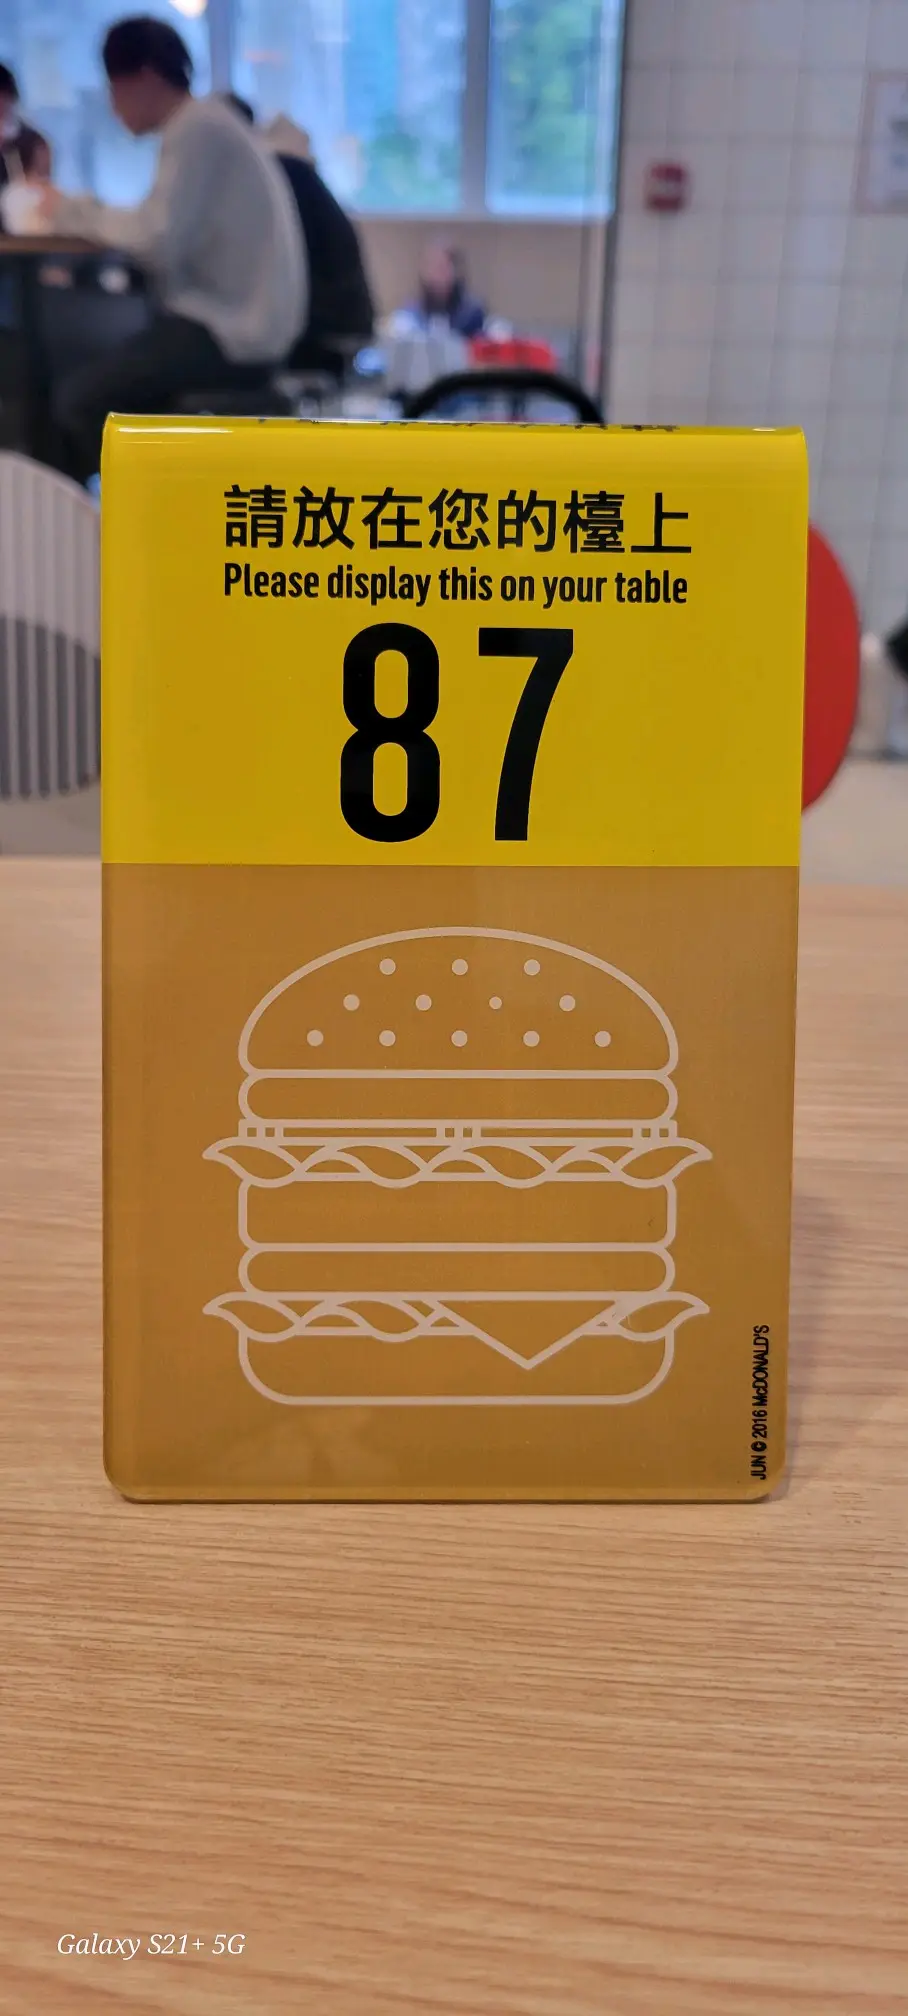 請放在您的檯上
Please display this on your table
87
JUN © 2016 McDONALD'S
Galaxy S21+ 5G